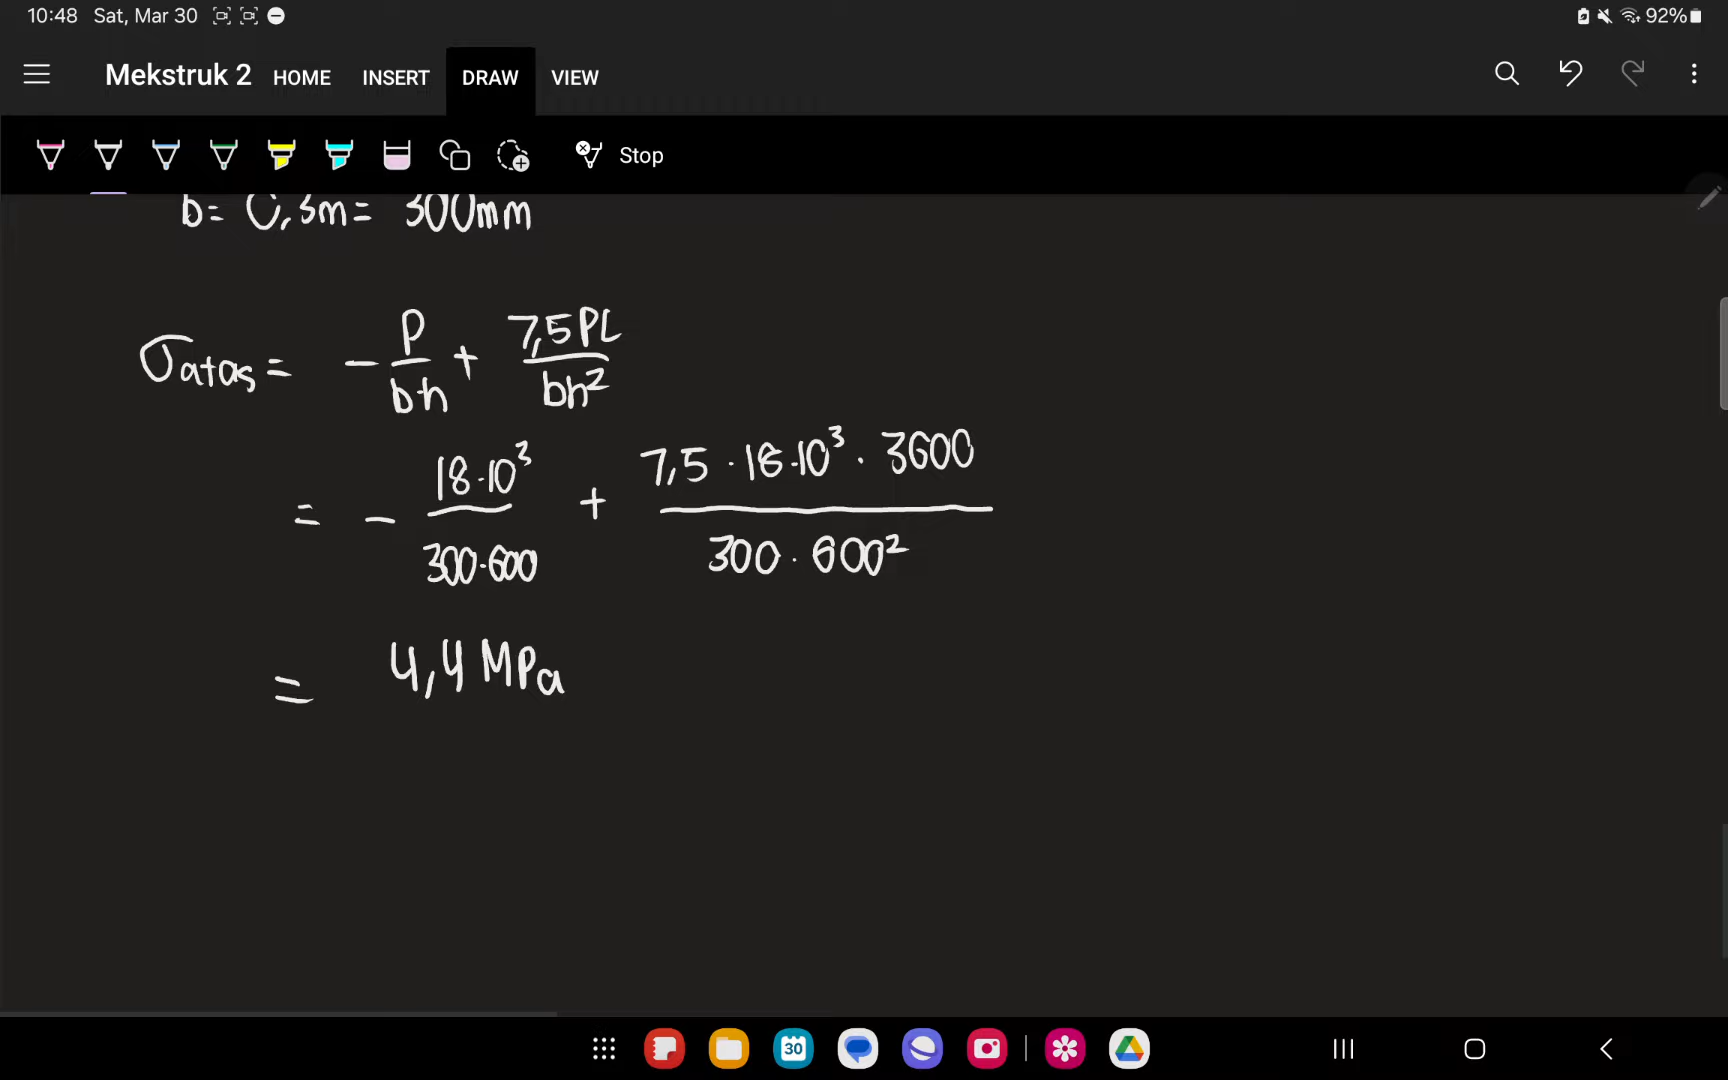 10:48 Sat, Mar 30 92%
Mekstruk 2 HOME INSERT DRAW VIEW
Stop
b= 0,3m= 300mm
σatas = - P/bh + 7,5PL/bh²
= - 18·10³/300·600 + 7,5·18·10³·3600/300·600²
= 4,4 MPa
30